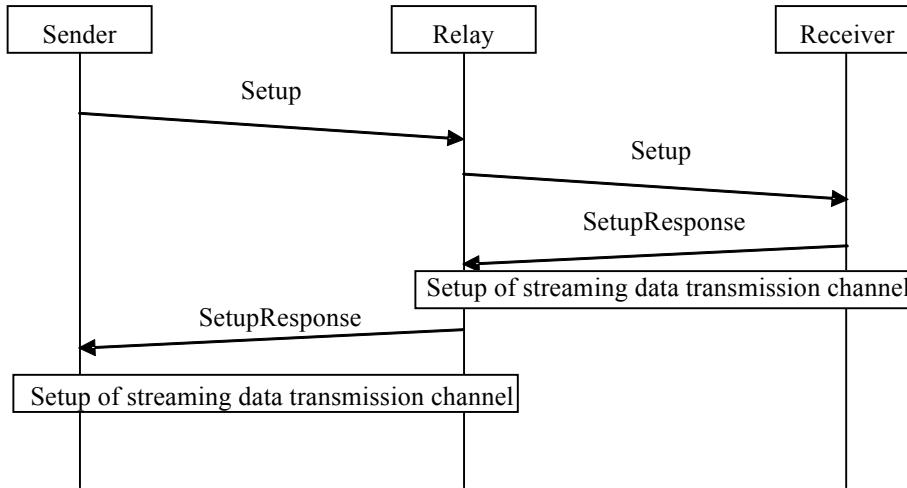 Sender
Relay
Receiver
Setup
Setup
SetupResponse
Setup of streaming data transmission channel
SetupResponse
Setup of streaming data transmission channel